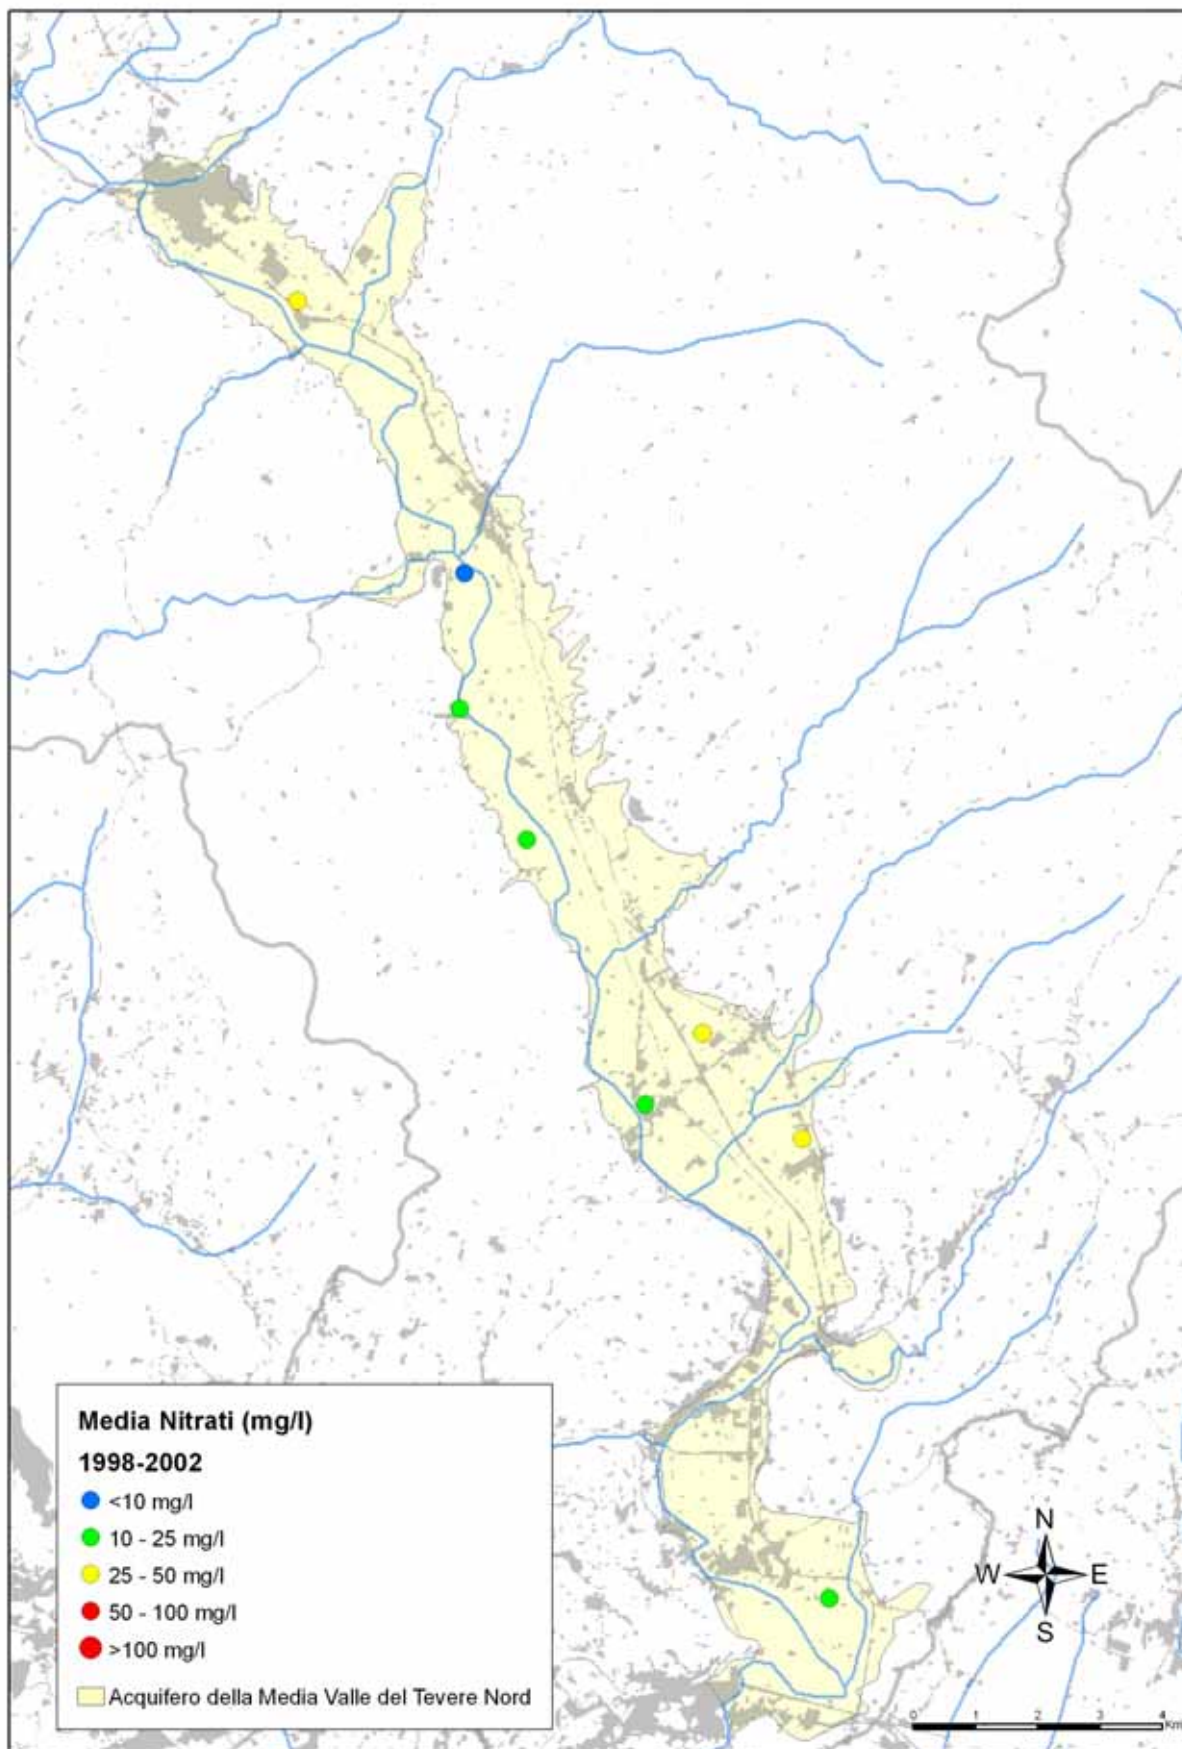 Media Nitrati (mg/l)
1998-2002
<10 mg/l
10 - 25 mg/l
25 - 50 mg/l
50 - 100 mg/l
>100 mg/l
Acquifero della Media Valle del Tevere Nord
N
W E
S
0 1 2 3 4
Km